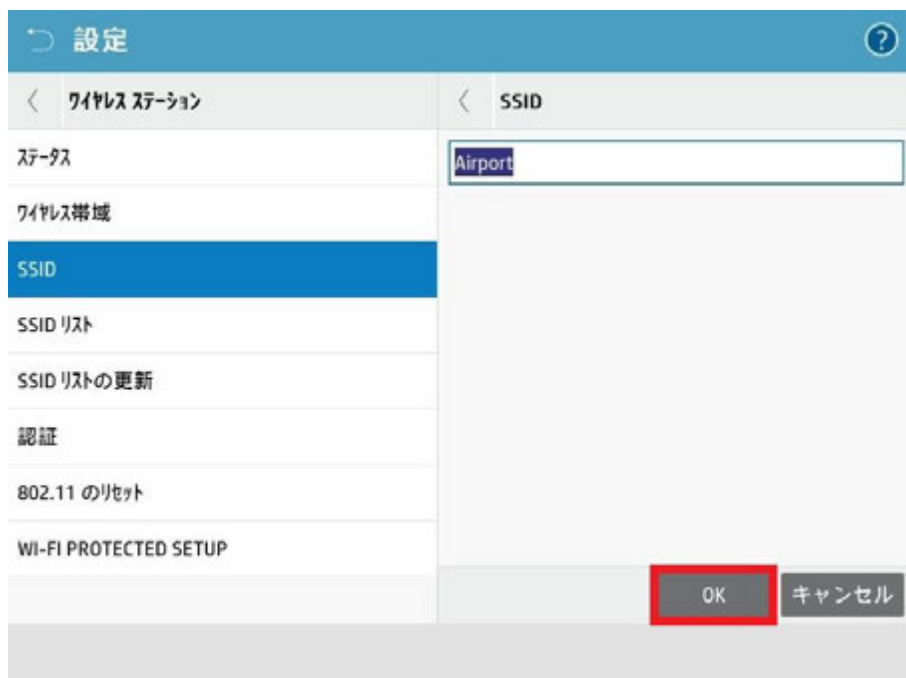 設定
?
ワイヤレス ステーション
SSID
ステータス
ワイヤレス帯域
SSID
SSID リスト
SSID リストの更新
認証
802.11 のリセット
WI-FI PROTECTED SETUP
Airport
OK
キャンセル